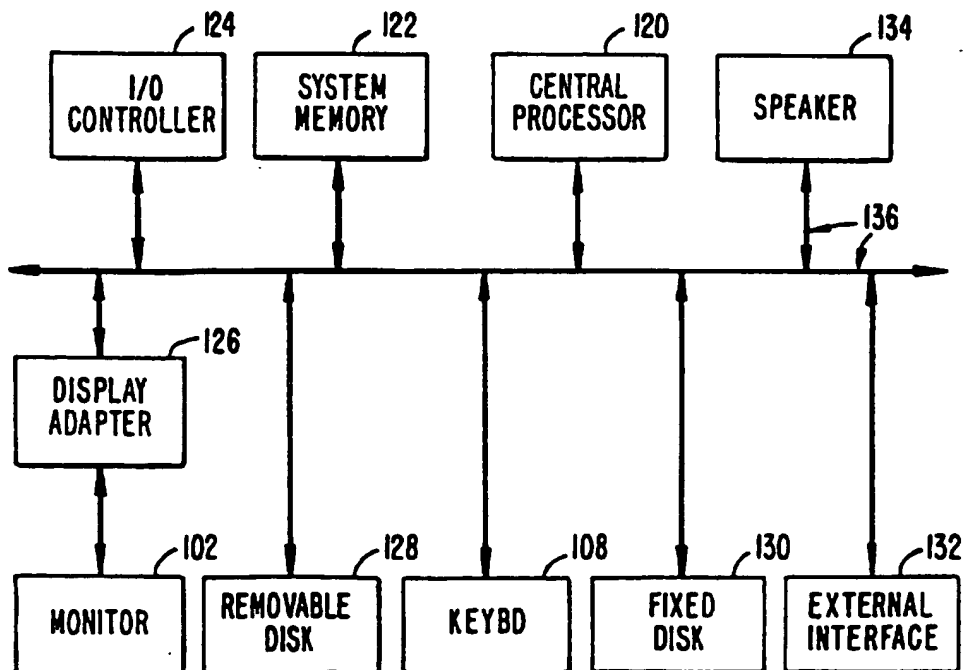 124
122
120
134
I/O
CONTROLLER
SYSTEM
MEMORY
CENTRAL
PROCESSOR
SPEAKER
136
126
DISPLAY
ADAPTER
102
128
108
130
132
MONITOR
REMOVABLE
DISK
KEYBD
FIXED
DISK
EXTERNAL
INTERFACE